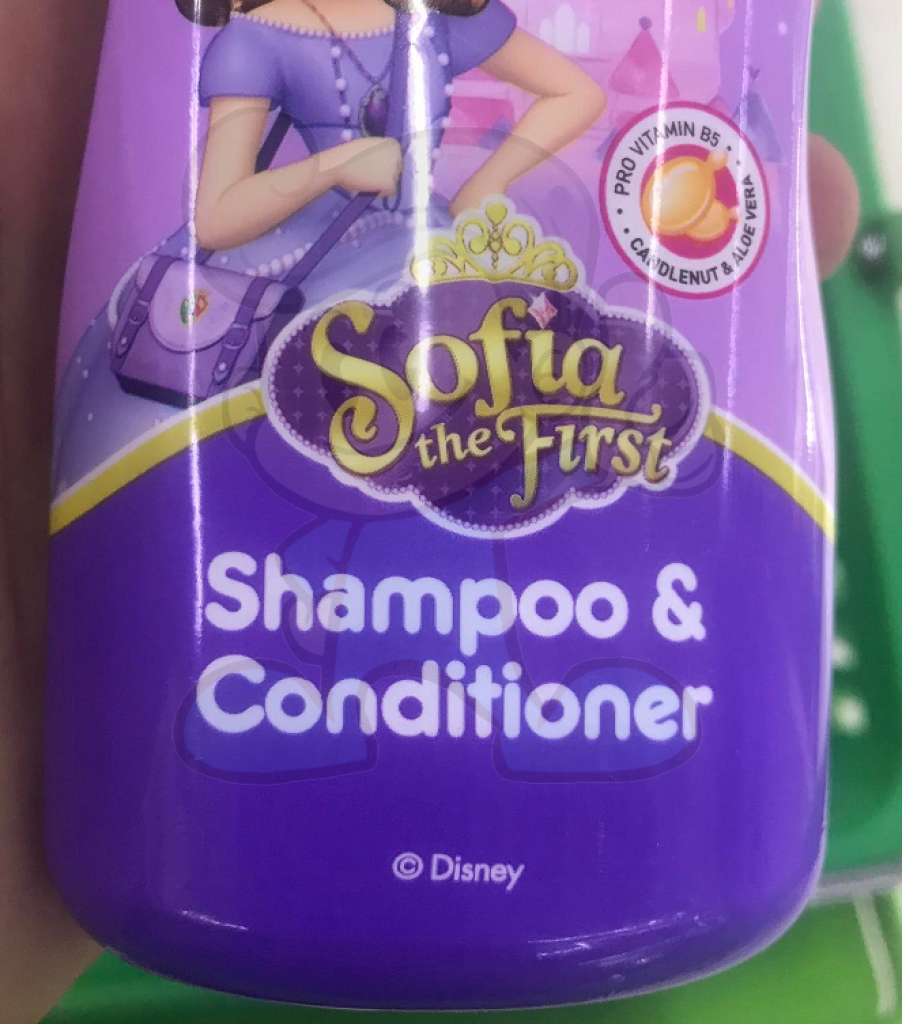 PRO VITAMIN B5
CANDLENUT & ALOE VERA
Sofia
the First
Shampoo &
Conditioner
© Disney